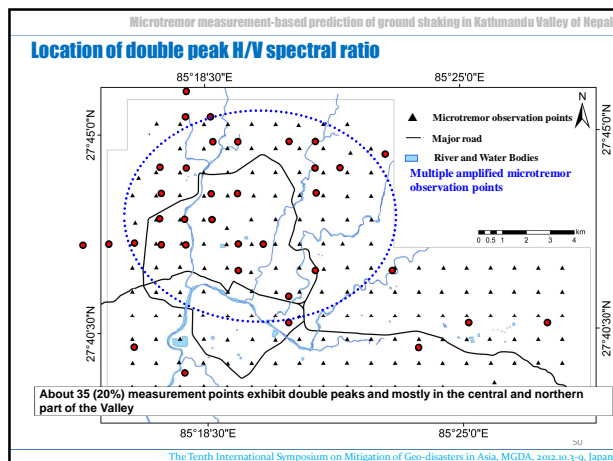 Microtremor measurement-based prediction of ground shaking in Kathmandu Valley of Nepal
Location of double peak H/V spectral ratio
85°18'30"E 85°25'0"E
27°45'0"N
27°45'0"N
N
Microtremor observation points
Major road
River and Water Bodies
Multiple amplified microtremor
observation points
km
0 0.5 1 2 3 4
27°40'30"N
27°40'30"N
About 35 (20%) measurement points exhibit double peaks and mostly in the central and northern
part of the Valley
85°18'30"E 85°25'0"E
50
The Tenth International Symposium on Mitigation of Geo-disasters in Asia, MGDA, 2012.10.3-9, Japan